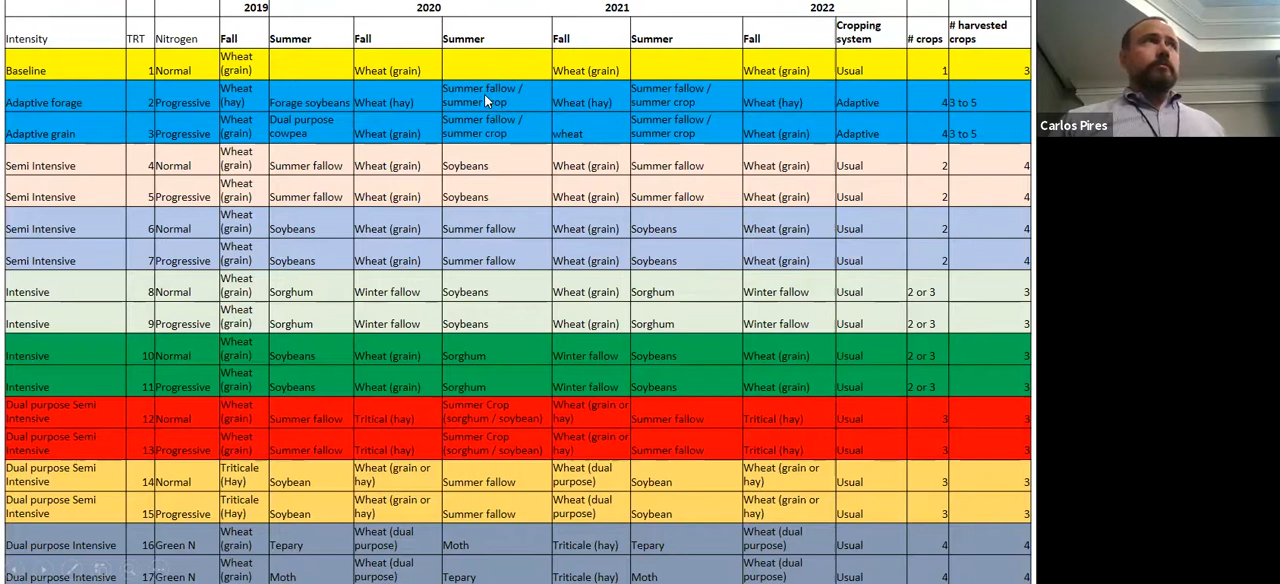 2019 2020 2021 2022
Intensity TRT Nitrogen Fall Summer Fall Summer Fall Summer Fall Cropping system # crops # harvested crops
Baseline 1 Normal Wheat (grain) Wheat (grain) Wheat (grain) Wheat (grain) Usual 1 3
Adaptive forage 2 Progressive Wheat (hay) Forage soybeans Wheat (hay) Summer fallow / summer crop Wheat (hay) Summer fallow / summer crop Wheat (hay) Adaptive 4 3 to 5
Adaptive grain 3 Progressive Wheat (grain) Dual purpose cowpea Wheat (grain) Summer fallow / summer crop wheat Summer fallow / summer crop Wheat (grain) Adaptive 4 3 to 5
Semi Intensive 4 Normal Wheat (grain) Summer fallow Wheat (grain) Soybeans Wheat (grain) Summer fallow Wheat (grain) Usual 2 4
Semi Intensive 5 Progressive Wheat (grain) Summer fallow Wheat (grain) Soybeans Wheat (grain) Summer fallow Wheat (grain) Usual 2 4
Semi Intensive 6 Normal Wheat (grain) Soybeans Wheat (grain) Summer fallow Wheat (grain) Soybeans Wheat (grain) Usual 2 4
Semi Intensive 7 Progressive Wheat (grain) Soybeans Wheat (grain) Summer fallow Wheat (grain) Soybeans Wheat (grain) Usual 2 4
Intensive 8 Normal Wheat (grain) Sorghum Winter fallow Soybeans Wheat (grain) Sorghum Winter fallow Usual 2 or 3 3
Intensive 9 Progressive Wheat (grain) Sorghum Winter fallow Soybeans Wheat (grain) Sorghum Winter fallow Usual 2 or 3 3
Intensive 10 Normal Wheat (grain) Soybeans Wheat (grain) Sorghum Winter fallow Soybeans Wheat (grain) Usual 2 or 3 3
Intensive 11 Progressive Wheat (grain) Soybeans Wheat (grain) Sorghum Winter fallow Soybeans Wheat (grain) Usual 2 or 3 3
Dual purpose Semi Intensive 12 Normal Wheat (grain) Summer fallow Tritical (hay) Summer Crop (sorghum / soybean) Wheat (grain or hay) Summer fallow Tritical (hay) Usual 3 3
Dual purpose Semi Intensive 13 Progressive Wheat (grain) Summer fallow Tritical (hay) Summer Crop (sorghum / soybean) Wheat (grain or hay) Summer fallow Tritical (hay) Usual 3 3
Dual purpose Semi Intensive 14 Normal Triticale (Hay) Soybean Wheat (grain or hay) Summer fallow Wheat (dual purpose) Soybean Wheat (grain or hay) Usual 3 3
Dual purpose Semi Intensive 15 Progressive Triticale (Hay) Soybean Wheat (grain or hay) Summer fallow Wheat (dual purpose) Soybean Wheat (grain or hay) Usual 3 3
Dual purpose Intensive 16 Green N Wheat (grain) Tepary Wheat (dual purpose) Moth Triticale (hay) Tepary Wheat (dual purpose) Usual 4 4
Dual purpose Intensive 17 Green N Wheat (grain) Moth Wheat (dual purpose) Tepary Triticale (hay) Moth Wheat (dual purpose) Usual 4 4
Carlos Pires